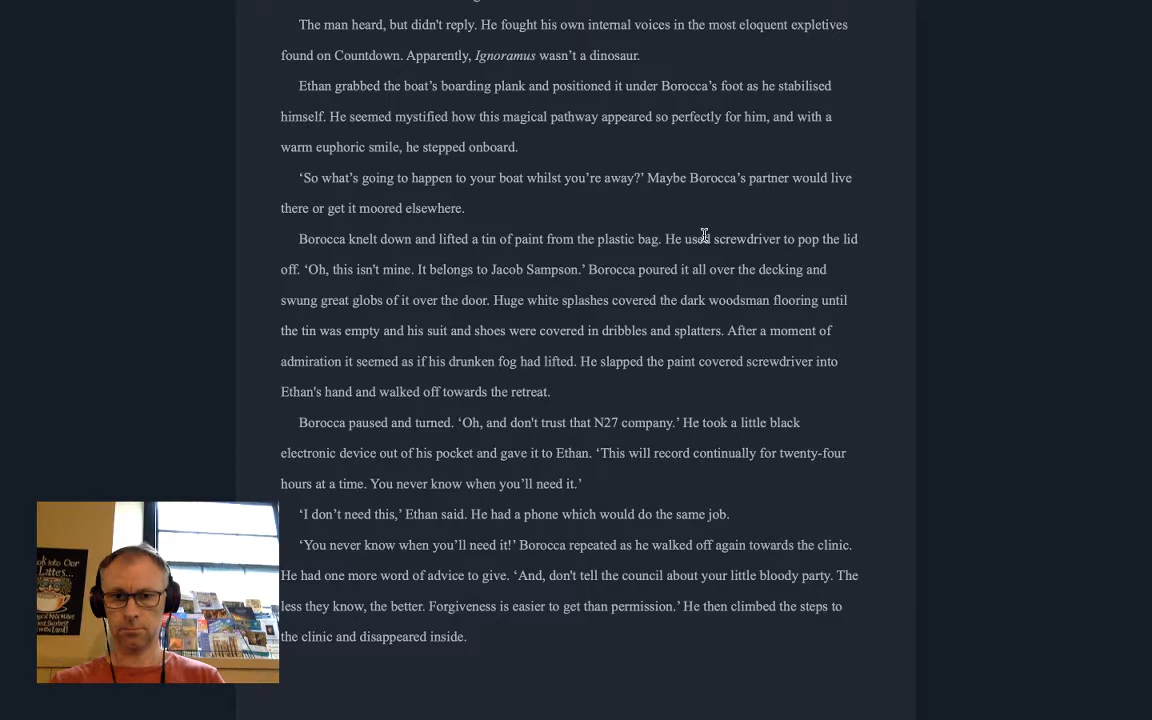 The man heard, but didn't reply. He fought his own internal voices in the most eloquent expletives
found on Countdown. Apparently, Ignoramus wasn’t a dinosaur.
Ethan grabbed the boat’s boarding plank and positioned it under Borocca’s foot as he stabilised
himself. He seemed mystified how this magical pathway appeared so perfectly for him, and with a
warm euphoric smile, he stepped onboard.
‘So what’s going to happen to your boat whilst you’re away?’ Maybe Borocca’s partner would live
there or get it moored elsewhere.
Borocca knelt down and lifted a tin of paint from the plastic bag. He used screwdriver to pop the lid
off. ‘Oh, this isn't mine. It belongs to Jacob Sampson.’ Borocca poured it all over the decking and
swung great globs of it over the door. Huge white splashes covered the dark woodsman flooring until
the tin was empty and his suit and shoes were covered in dribbles and splatters. After a moment of
admiration it seemed as if his drunken fog had lifted. He slapped the paint covered screwdriver into
Ethan's hand and walked off towards the retreat.
Borocca paused and turned. ‘Oh, and don't trust that N27 company.’ He took a little black
electronic device out of his pocket and gave it to Ethan. ‘This will record continually for twenty-four
hours at a time. You never know when you’ll need it.’
‘I don’t need this,’ Ethan said. He had a phone which would do the same job.
‘You never know when you’ll need it!’ Borocca repeated as he walked off again towards the clinic.
He had one more word of advice to give. ‘And, don't tell the council about your little bloody party. The
less they know, the better. Forgiveness is easier to get than permission.’ He then climbed the steps to
the clinic and disappeared inside.
into Our
Lattes...